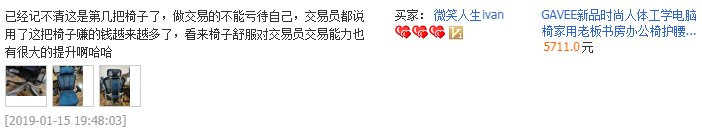 已经记不清这是第几把椅子了，做交易的不能亏待自己，交易员都说
用了这把椅子赚的钱越来越多了，看来椅子舒服对交易员交易能力也
有很大的提升啊哈哈
[2019-01-15 19:48:03]
买家：微笑人生ivan
GAVEE新品时尚人体工学电脑
椅家用老板书房办公椅护腰...
5711.0元